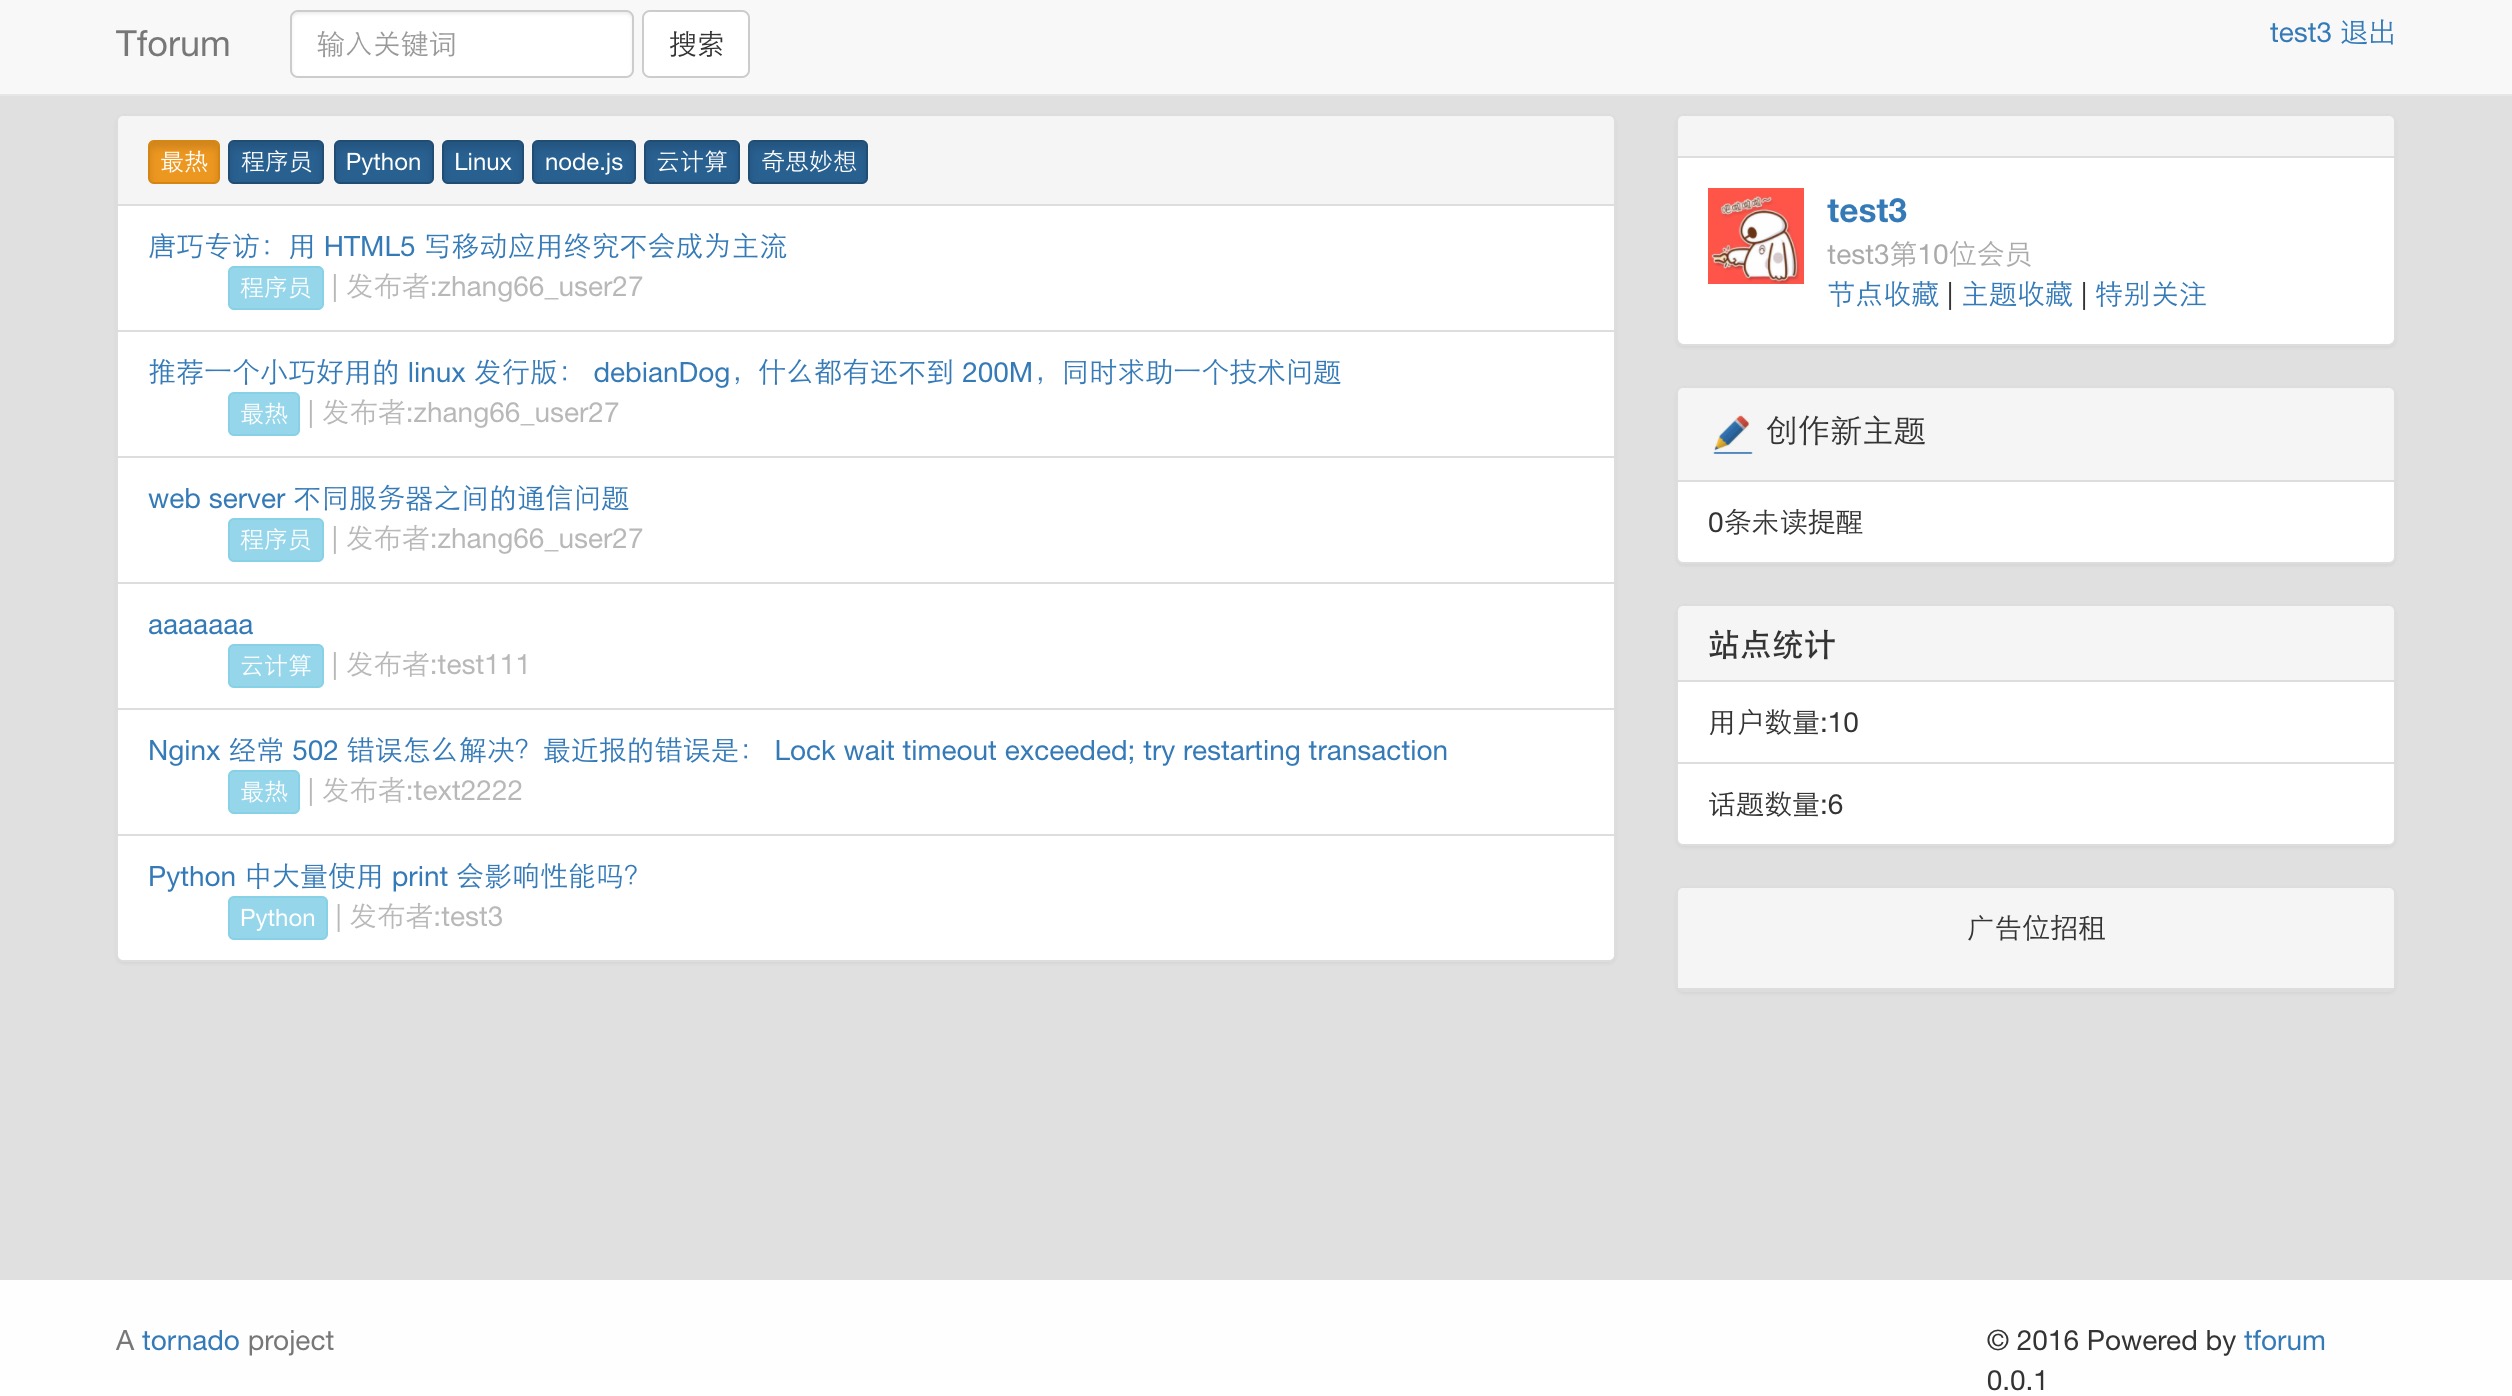 Tforum 输入关键词 搜索 test3 退出
最热 程序员 Python Linux node.js 云计算 奇思妙想
唐巧专访：用 HTML5 写移动应用终究不会成为主流
程序员 | 发布者:zhang66_user27
推荐一个小巧好用的 linux 发行版： debianDog，什么都有还不到 200M，同时求助一个技术问题
最热 | 发布者:zhang66_user27
web server 不同服务器之间的通信问题
程序员 | 发布者:zhang66_user27
aaaaaaa
云计算 | 发布者:test111
Nginx 经常 502 错误怎么解决？最近报的错误是： Lock wait timeout exceeded; try restarting transaction
最热 | 发布者:text2222
Python 中大量使用 print 会影响性能吗？
Python | 发布者:test3
test3
test3第10位会员
节点收藏 | 主题收藏 | 特别关注
创作新主题
0条未读提醒
站点统计
用户数量:10
话题数量:6
广告位招租
A tornado project
© 2016 Powered by tforum
0.0.1